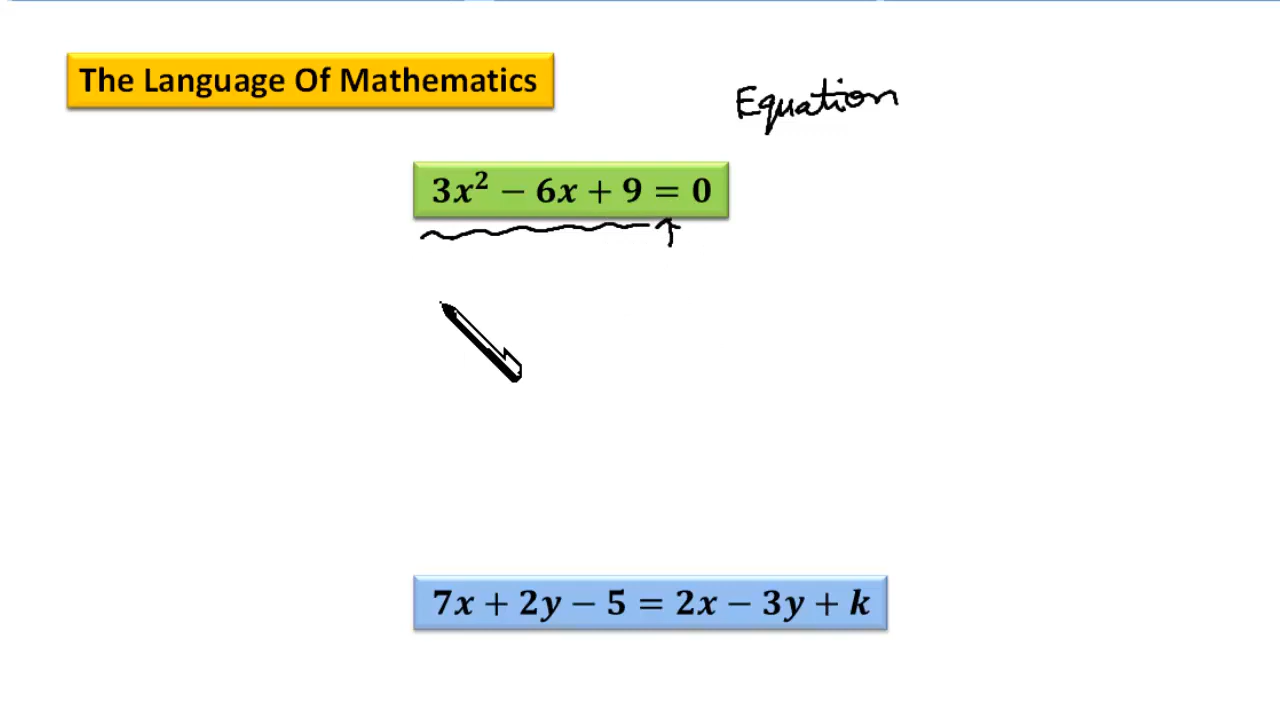 The Language Of Mathematics
Equation
3x² − 6x + 9 = 0
7x + 2y − 5 = 2x − 3y + k